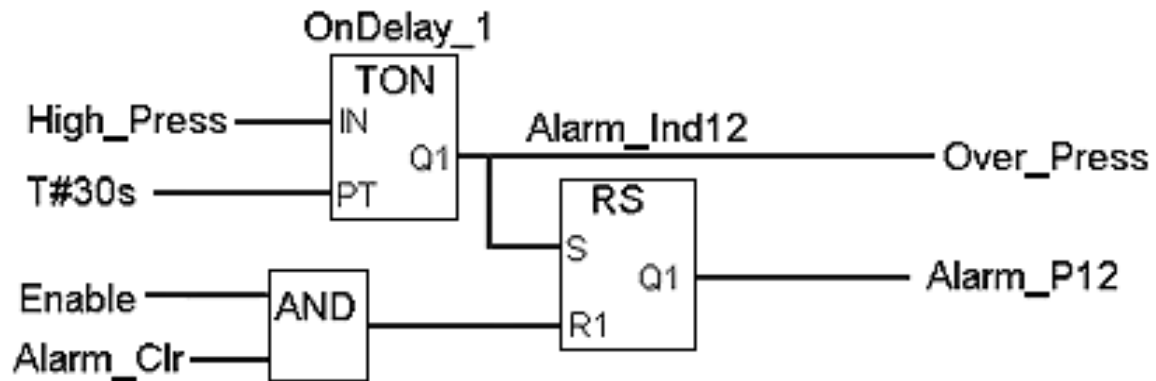 OnDelay_1
TON
High_Press
IN
Alarm_Ind12
Q1
Over_Press
T#30s
PT
RS
S
Q1
Alarm_P12
Enable
AND
R1
Alarm_Clr